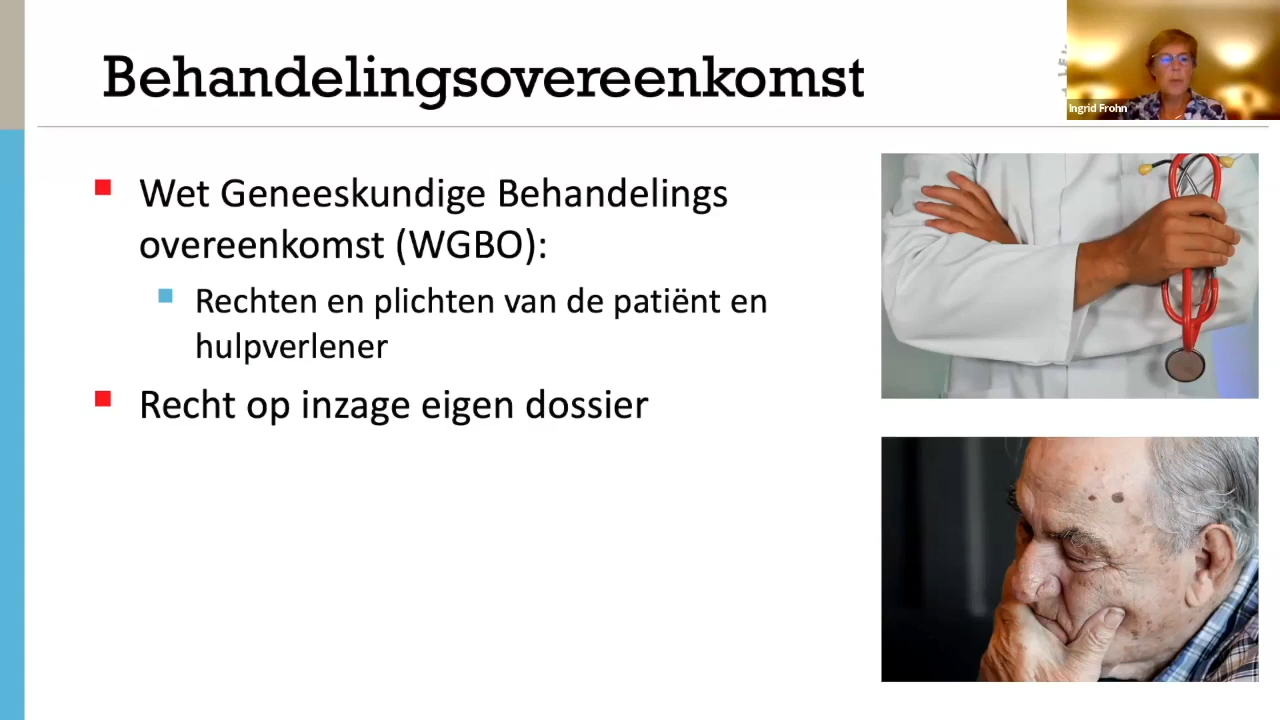 Behandelingsovereenkomst
Ingrid Frohn
Wet Geneeskundige Behandelings
overeenkomst (WGBO):
Rechten en plichten van de patiënt en
hulpverlener
Recht op inzage eigen dossier